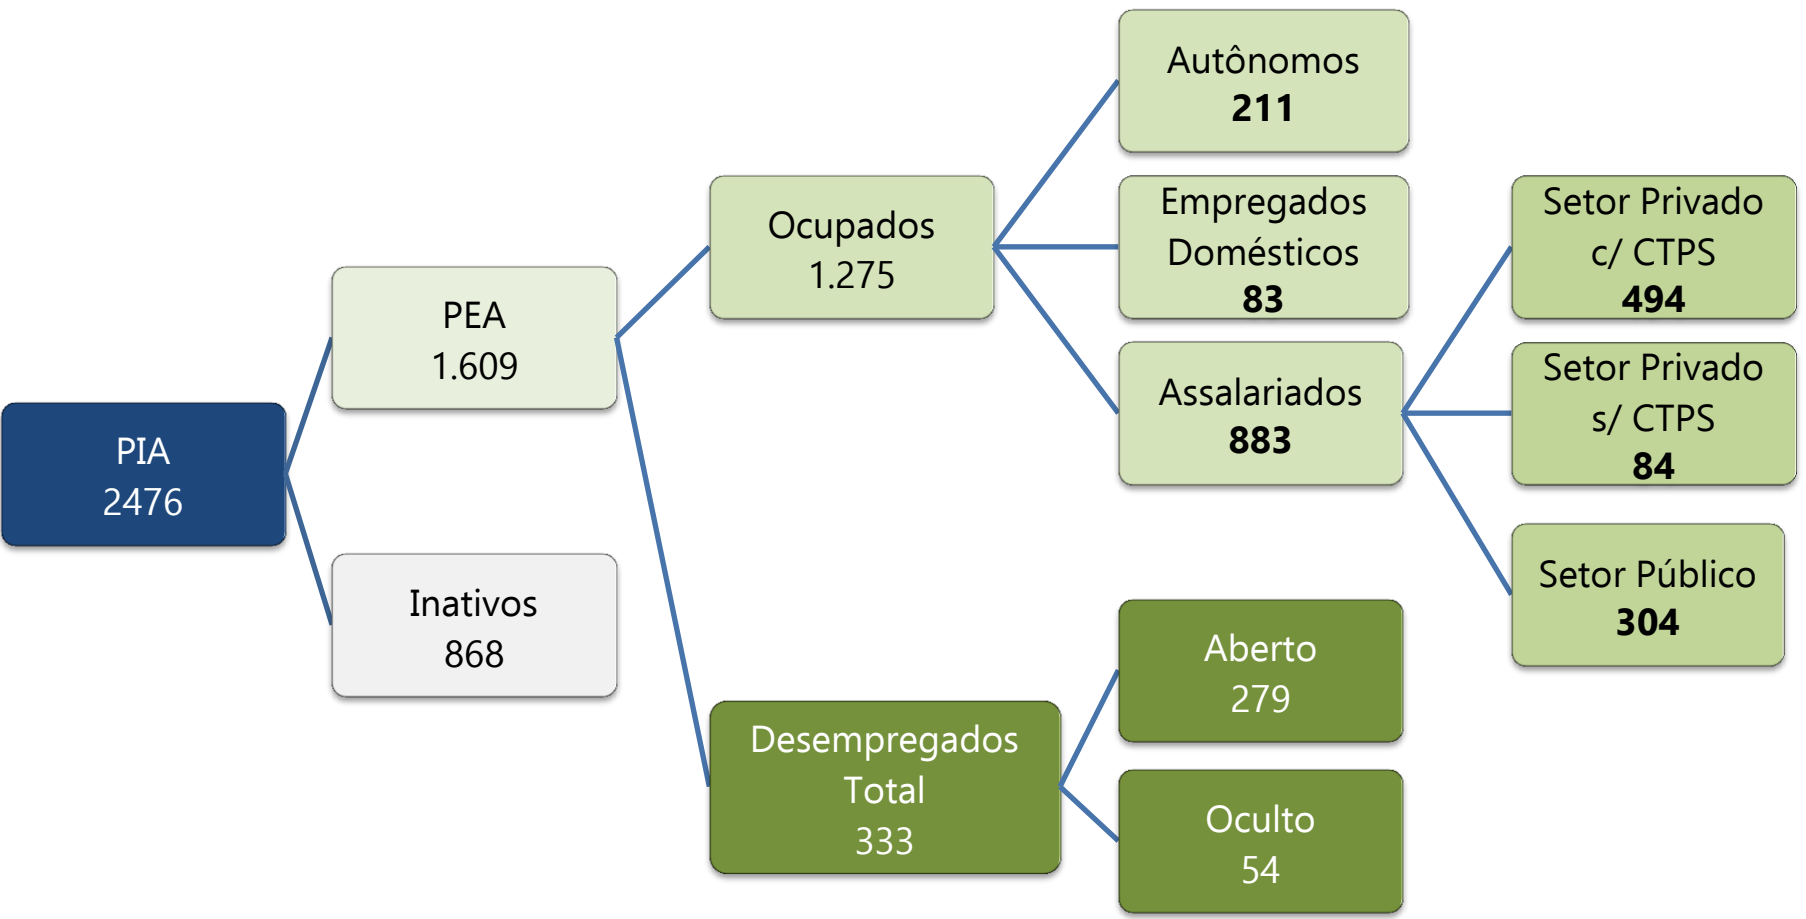 PIA
2476
PEA
1.609
Inativos
868
Ocupados
1.275
Desempregados
Total
333
Autônomos
211
Empregados
Domésticos
83
Assalariados
883
Aberto
279
Oculto
54
Setor Privado
c/ CTPS
494
Setor Privado
s/ CTPS
84
Setor Público
304